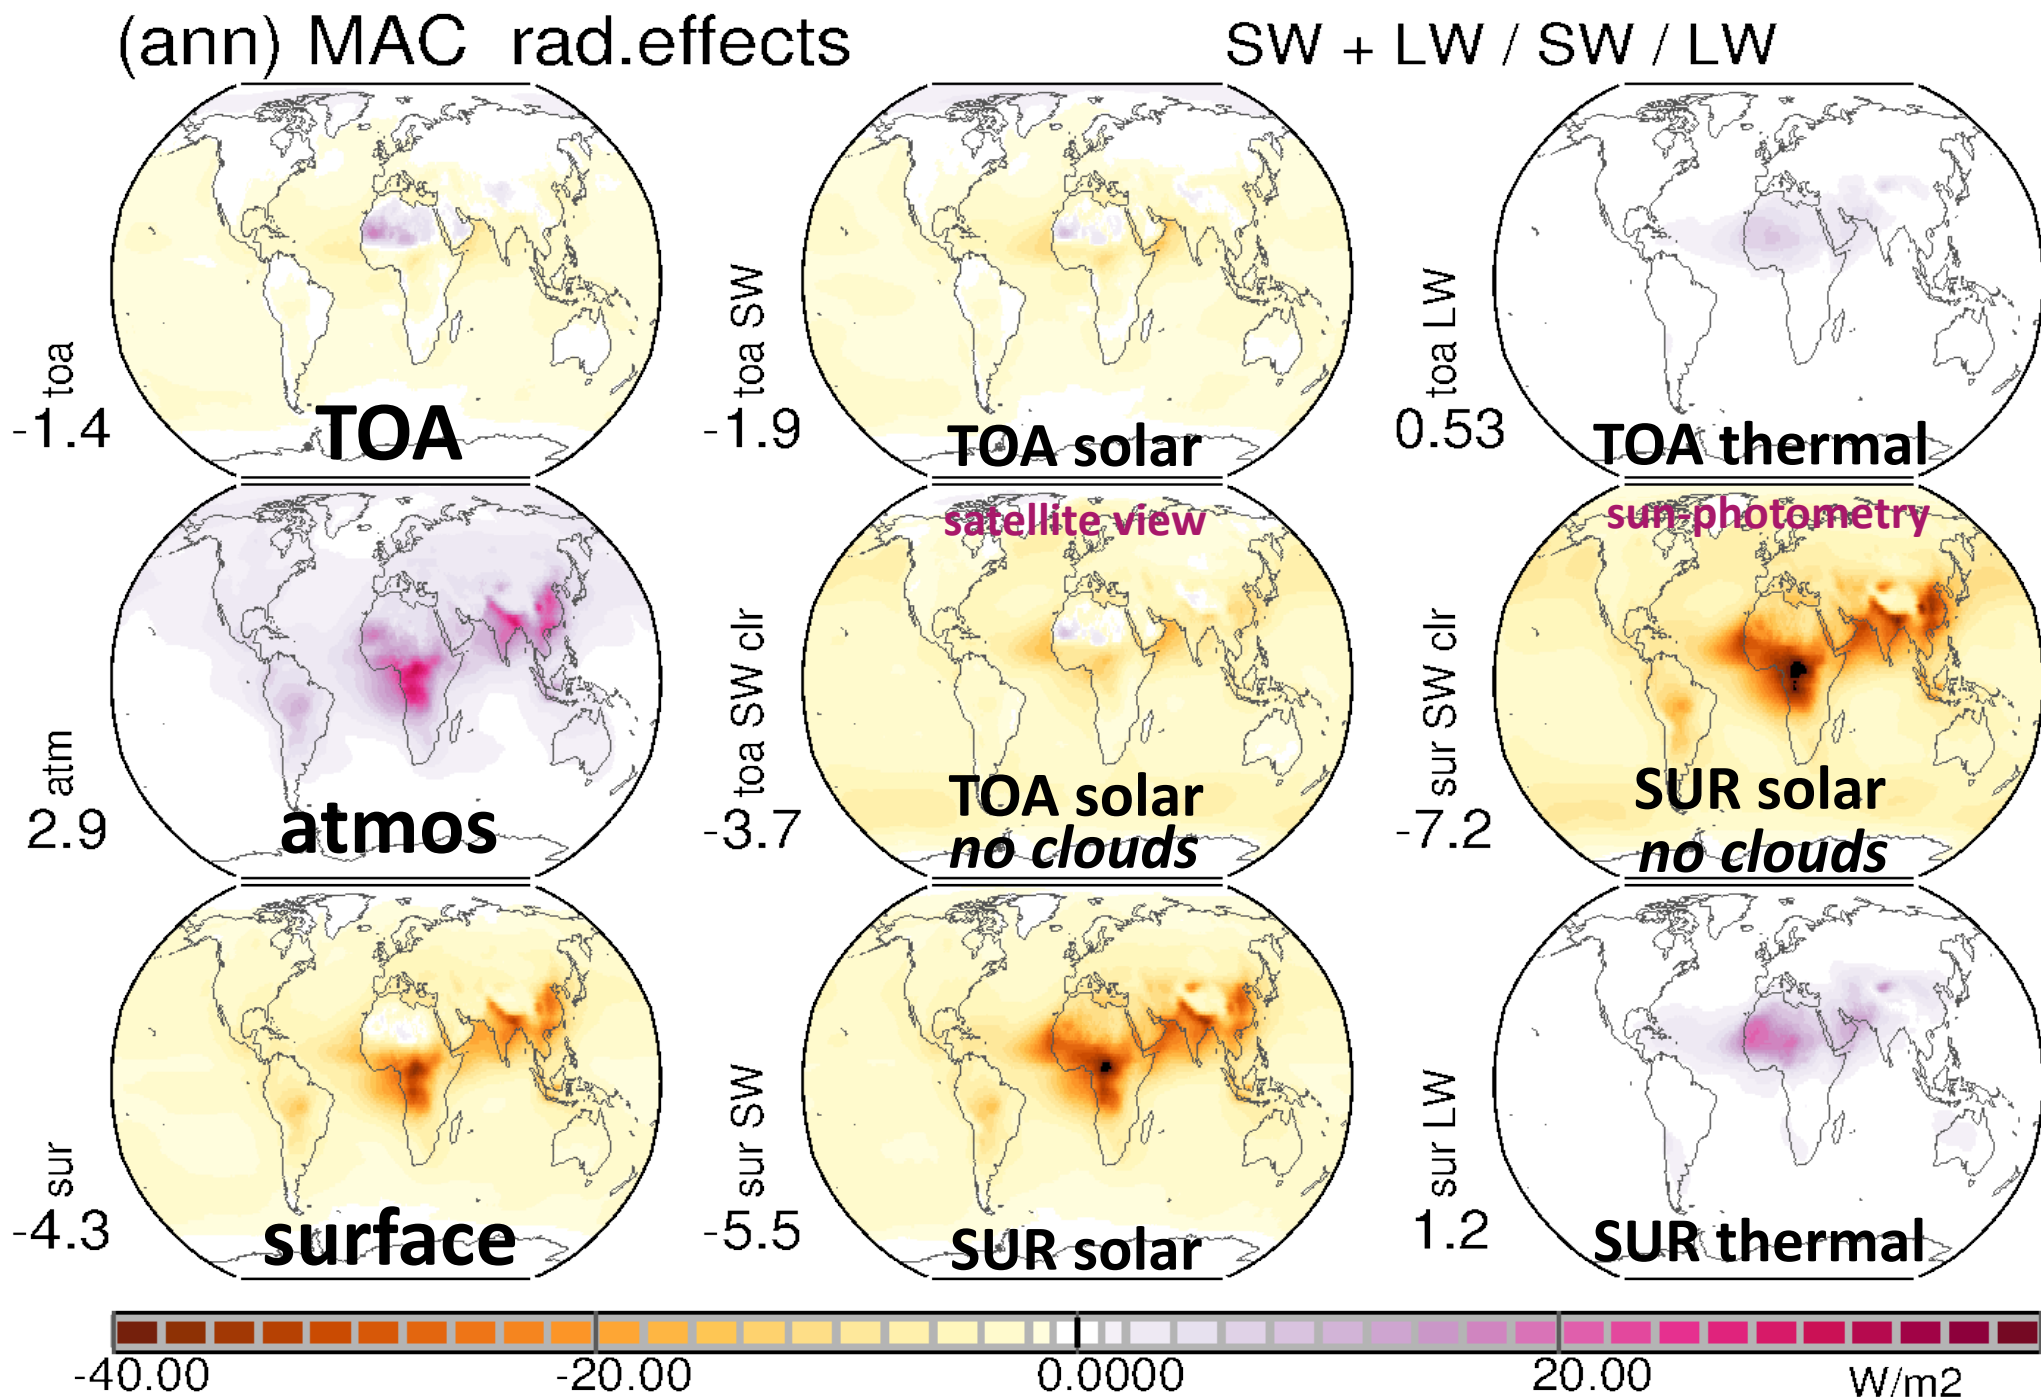 (ann) MAC rad.effects
SW + LW / SW / LW
toa
-1.4
TOA
toa SW
-1.9
TOA solar
toa LW
0.53
TOA thermal
atm
2.9
atmos
toa SW clr
-3.7
satellite view
TOA solar
no clouds
sur SW clr
-7.2
sun-photometry
SUR solar
no clouds
sur
-4.3
surface
sur SW
-5.5
SUR solar
sur LW
1.2
SUR thermal
-40.00
-20.00
0.0000
20.00
W/m2